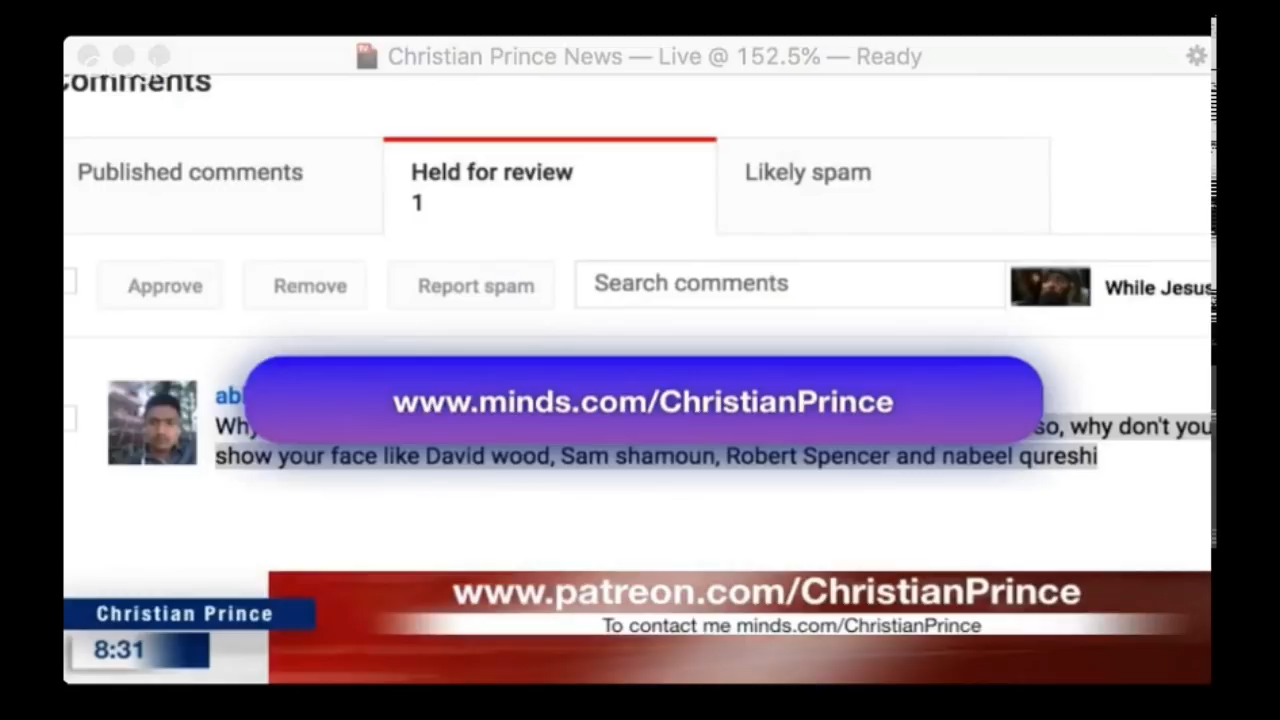 Christian Prince News — Live @ 152.5% — Ready
Comments
Published comments
Held for review
Likely spam
1
Approve
Remove
Report spam
Search comments
While Jesus
www.minds.com/ChristianPrince
so, why don't you
show your face like David wood, Sam shamoun, Robert Spencer and nabeel qureshi
www.patreon.com/ChristianPrince
Christian Prince
To contact me minds.com/ChristianPrince
8:31